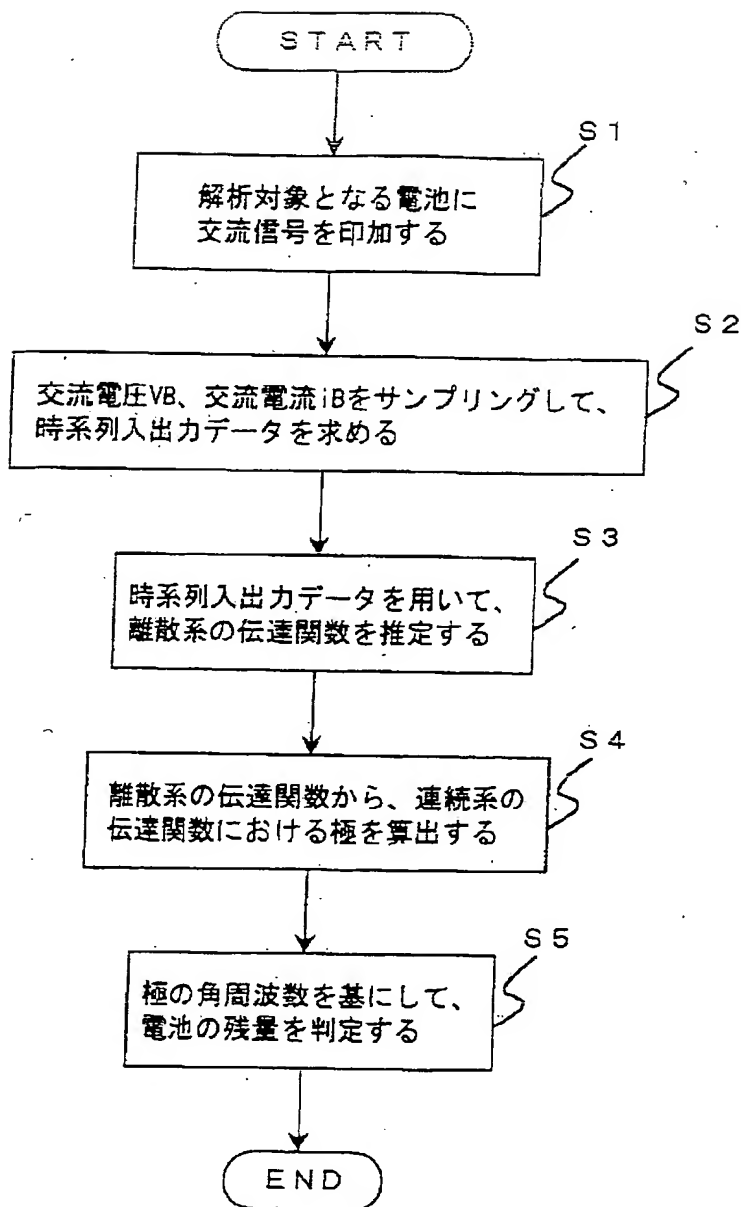 START
S1
解析対象となる電池に
交流信号を印加する
S2
交流電圧VB、交流電流iBをサンプリングして、
時系列入出力データを求める
S3
時系列入出力データを用いて、
離散系の伝達関数を推定する
S4
離散系の伝達関数から、連続系の
伝達関数における極を算出する
S5
極の角周波数を基にして、
電池の残量を判定する
END